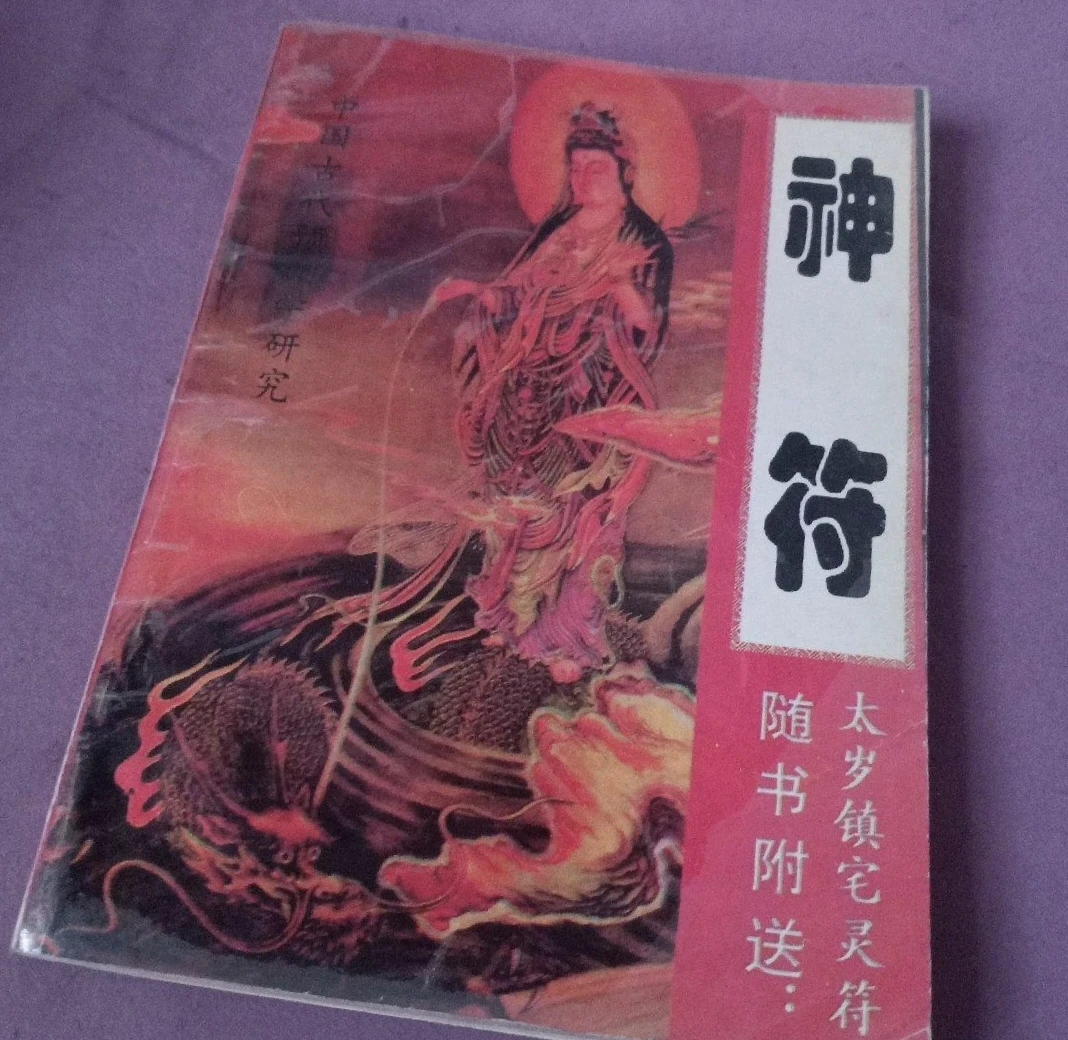 神符
随书附送：
太岁镇宅灵符
中国古代 研究